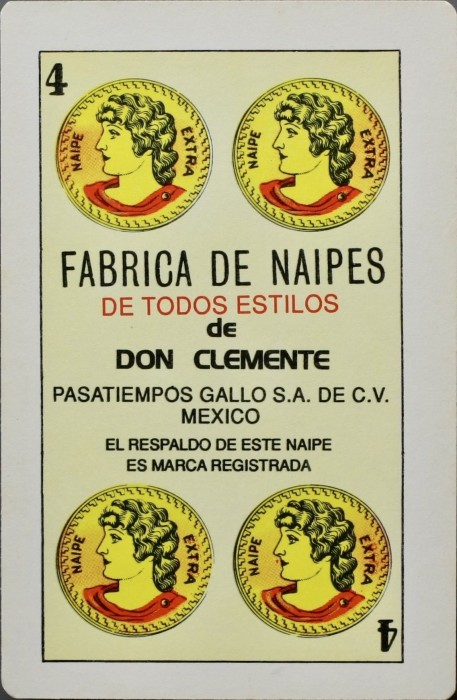 4
NAIPE EXTRA
NAIPE EXTRA
FABRICA DE NAIPES
DE TODOS ESTILOS
de
DON CLEMENTE
PASATIEMPOS GALLO S.A. DE C.V.
MEXICO
EL RESPALDO DE ESTE NAIPE
ES MARCA REGISTRADA
NAIPE EXTRA
NAIPE EXTRA
4